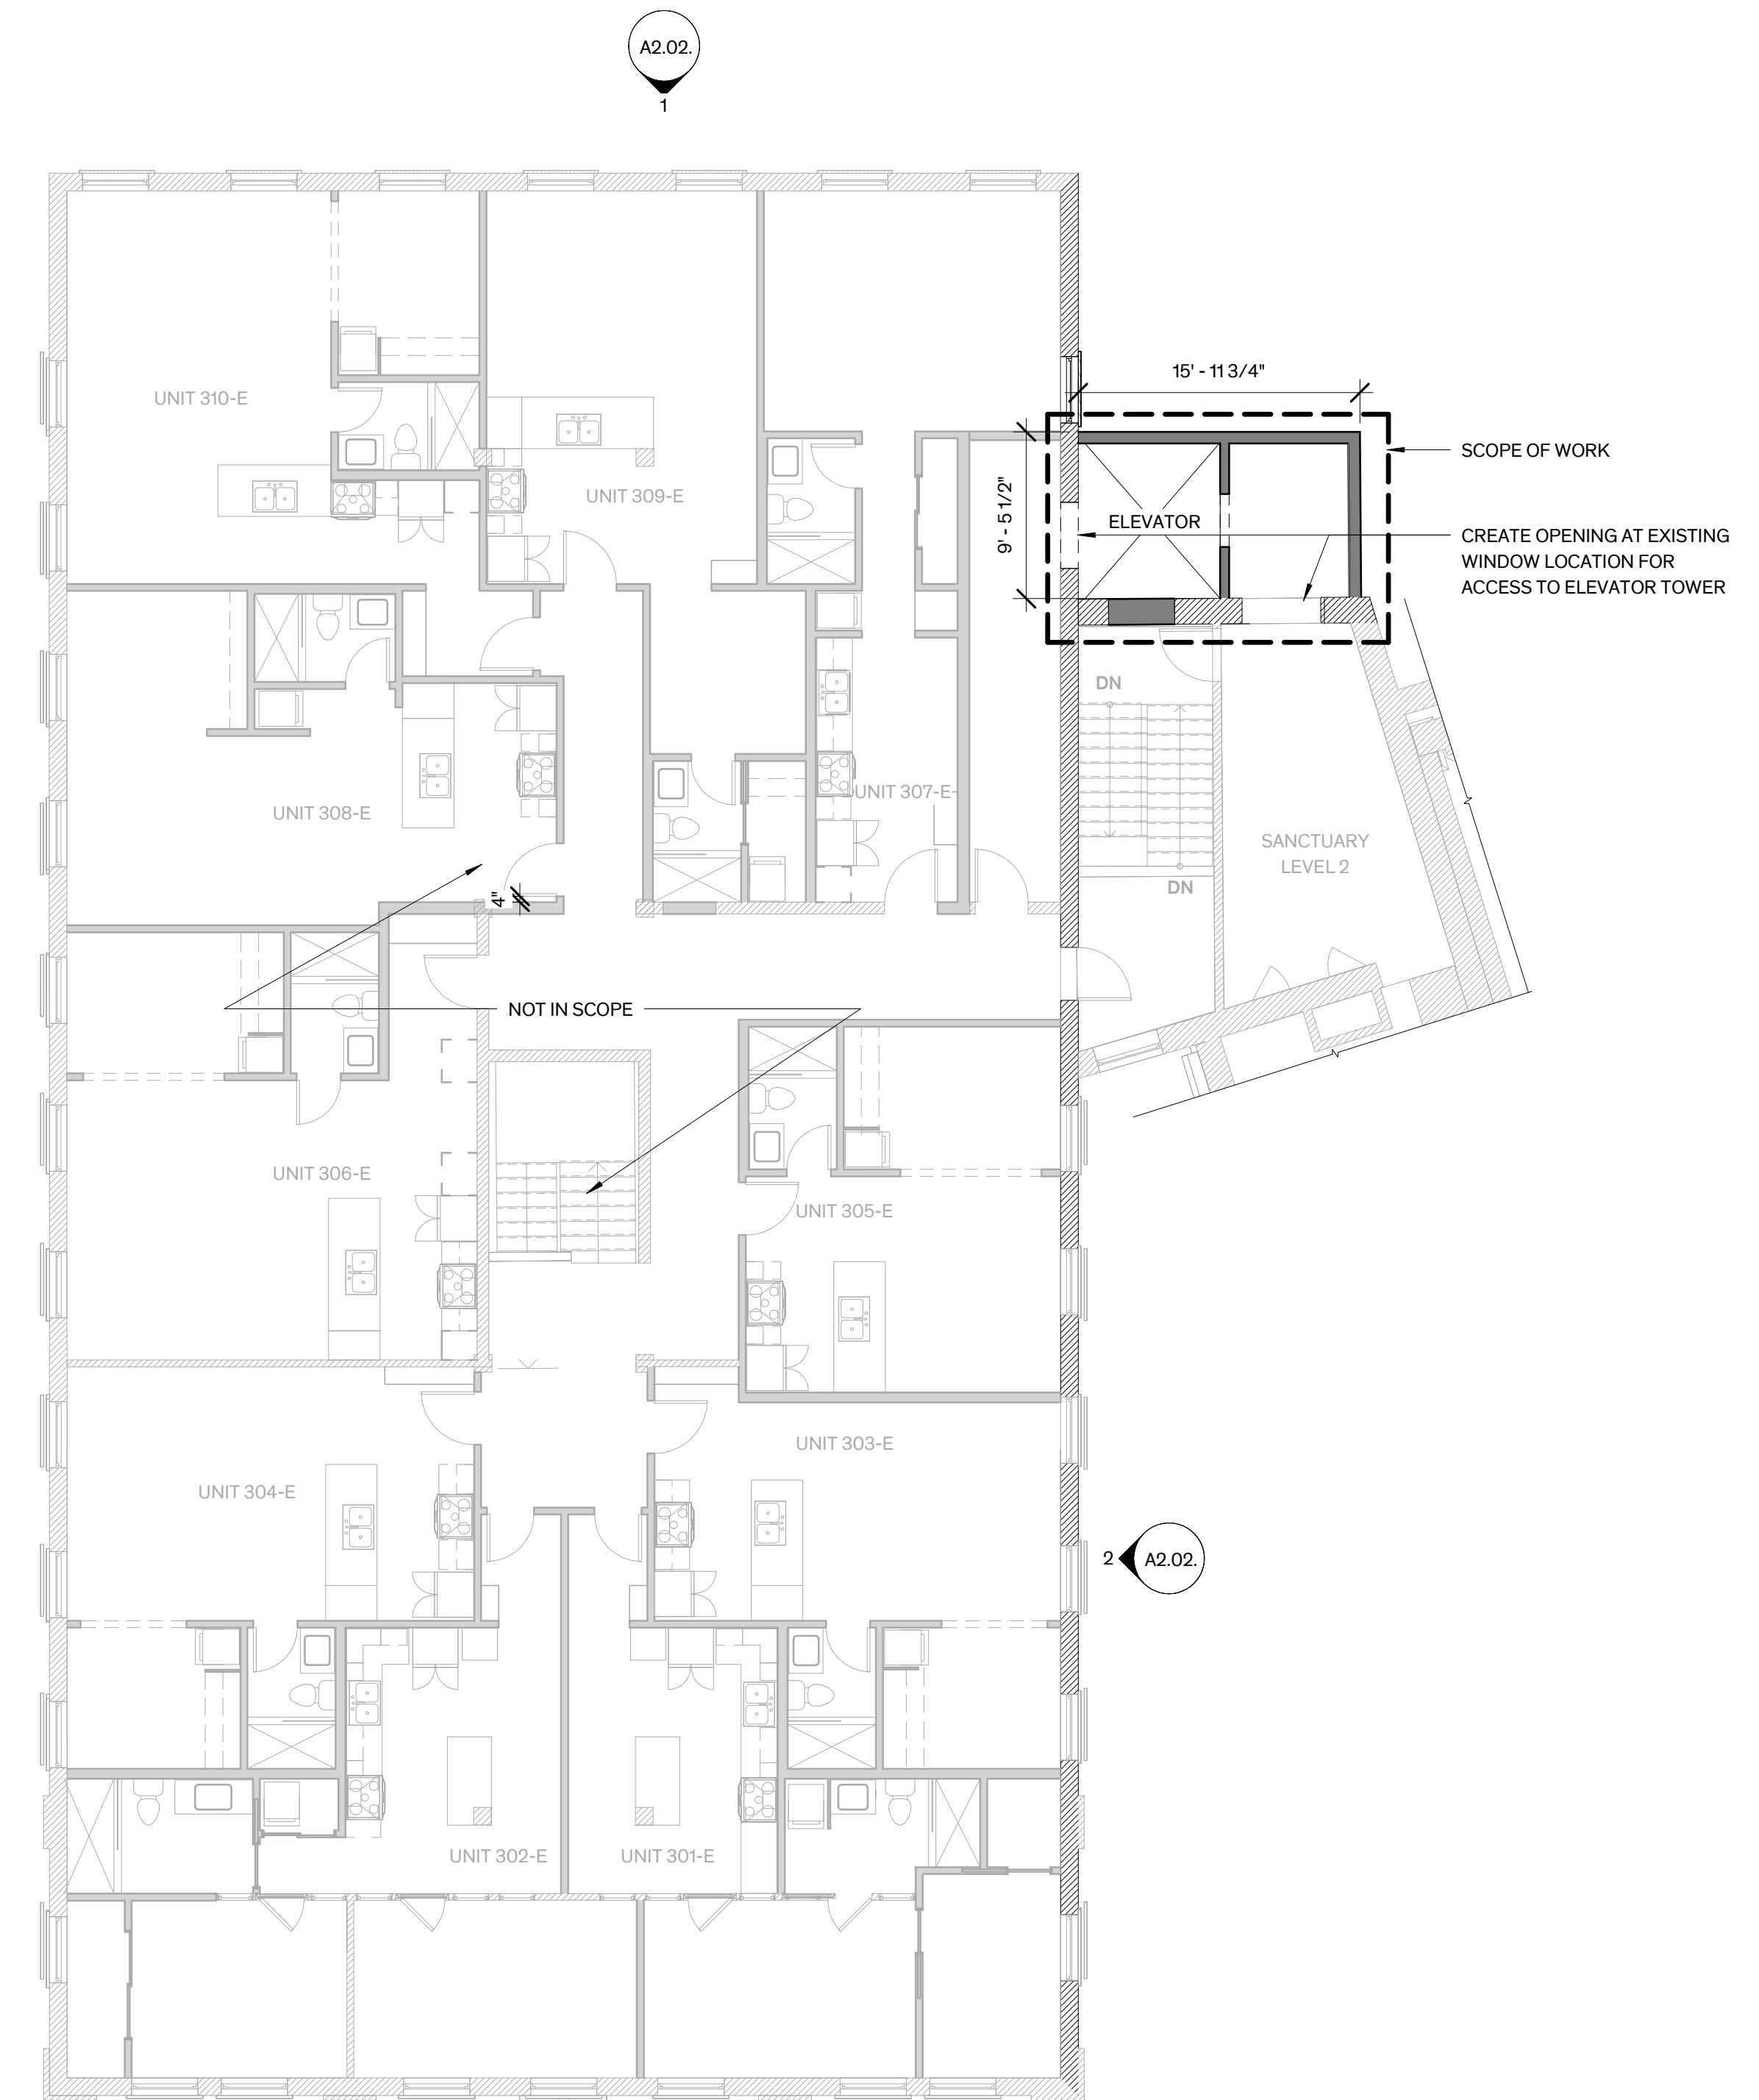 A2.02.
1
15' - 11 3/4"
UNIT 310-E
SCOPE OF WORK
9' - 5 1/2"
UNIT 309-E
ELEVATOR
CREATE OPENING AT EXISTING
WINDOW LOCATION FOR
ACCESS TO ELEVATOR TOWER
DN
UNIT 307-E
UNIT 308-E
SANCTUARY
LEVEL 2
DN
4"
NOT IN SCOPE
UNIT 306-E
UNIT 305-E
UNIT 303-E
UNIT 304-E
2
A2.02.
UNIT 302-E
UNIT 301-E